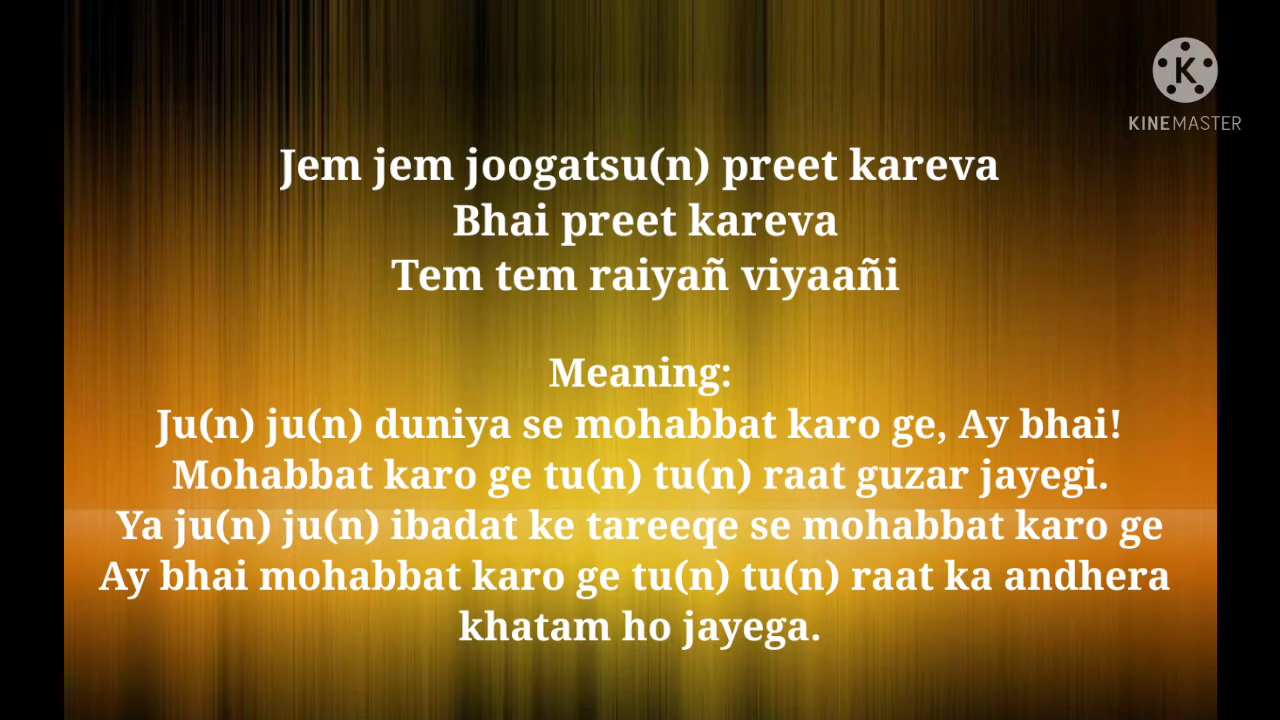 KINEMASTER
Jem jem joogatsu(n) preet kareva
Bhai preet kareva
Tem tem raiyañ viyaañi
Meaning:
Ju(n) ju(n) duniya se mohabbat karo ge, Ay bhai!
Mohabbat karo ge tu(n) tu(n) raat guzar jayegi.
Ya ju(n) ju(n) ibadat ke tareeqe se mohabbat karo ge
Ay bhai mohabbat karo ge tu(n) tu(n) raat ka andhera
khatam ho jayega.